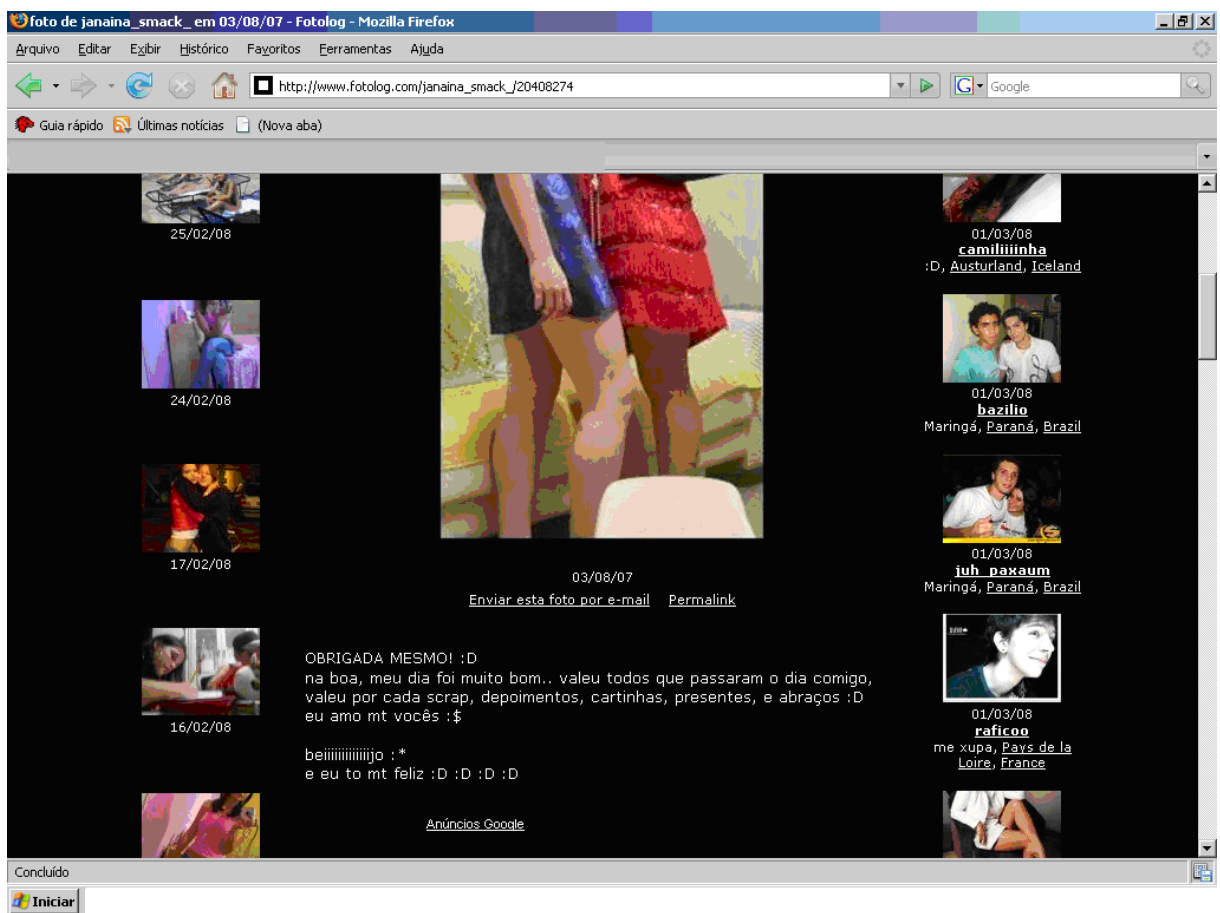 foto de janaina_smack_ em 03/08/07 - Fotolog - Mozilla Firefox
Arquivo Editar Exibir Histórico Favoritos Ferramentas Ajuda
http://www.fotolog.com/janaina_smack_/20408274
G Google
Guia rápido Últimas notícias (Nova aba)
25/02/08
24/02/08
17/02/08
16/02/08
03/08/07
Enviar esta foto por e-mail Permalink
OBRIGADA MESMO! :D
na boa, meu dia foi muito bom.. valeu todos que passaram o dia comigo,
valeu por cada scrap, depoimentos, cartinhas, presentes, e abraços :D
eu amo mt vocês :$
beiiiiiiiiiiiiijo :*
e eu to mt feliz :D :D :D :D
Anúncios Google
01/03/08
camiliiiinha
:D, Austurland, Iceland
01/03/08
bazilio
Maringá, Paraná, Brazil
01/03/08
juh_paxaum
Maringá, Paraná, Brazil
01/03/08
raficoo
me xupa, Pays de la
Loire, France
Concluído
Iniciar